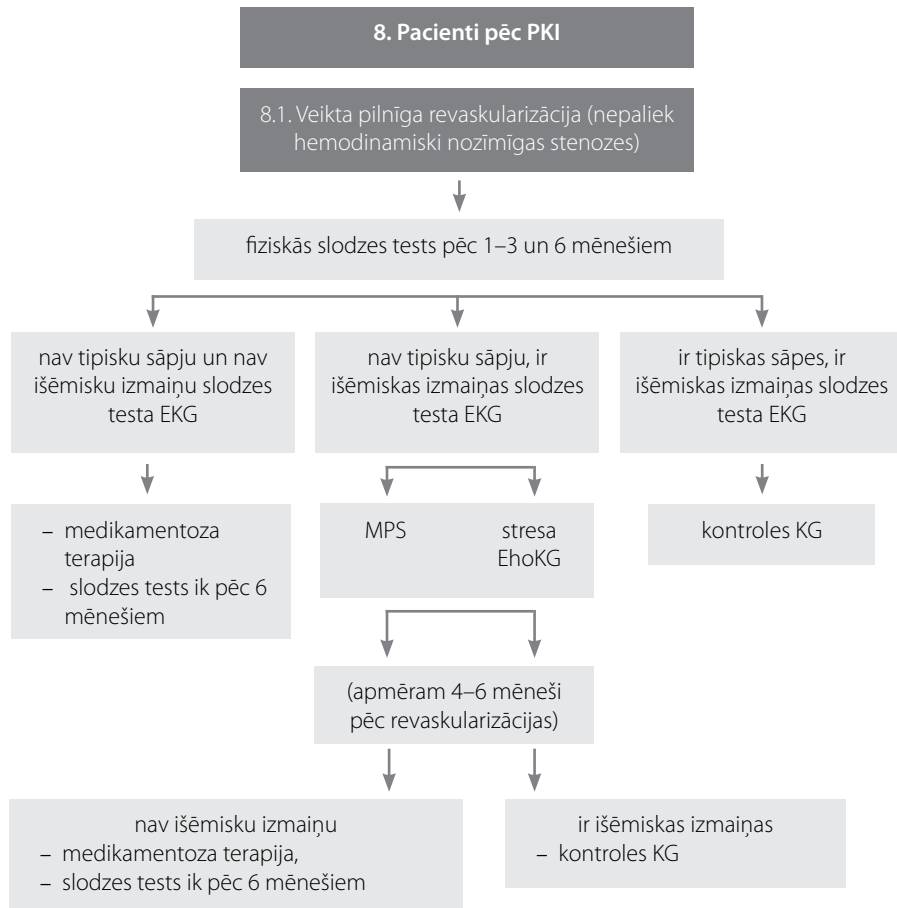 8. Pacienti pēc PKI
8.1. Veikta pilnīga revaskularizācija (nepaliek
hemodinamiski nozīmīgas stenozes)
fiziskās slodzes tests pēc 1–3 un 6 mēnešiem
nav tipisku sāpju un nav
išēmisku izmaiņu slodzes
testa EKG
nav tipisku sāpju, ir
išēmiskas izmaiņas slodzes
testa EKG
ir tipiskas sāpes, ir
išēmiskas izmaiņas slodzes
testa EKG
– medikamentoza
terapija
– slodzes tests ik pēc 6
mēnešiem
MPS
stresa
EhoKG
kontroles KG
(apmēram 4–6 mēneši
pēc revaskularizācijas)
nav išēmisku izmaiņu
– medikamentoza terapija,
– slodzes tests ik pēc 6 mēnešiem
ir išēmiskas izmaiņas
– kontroles KG